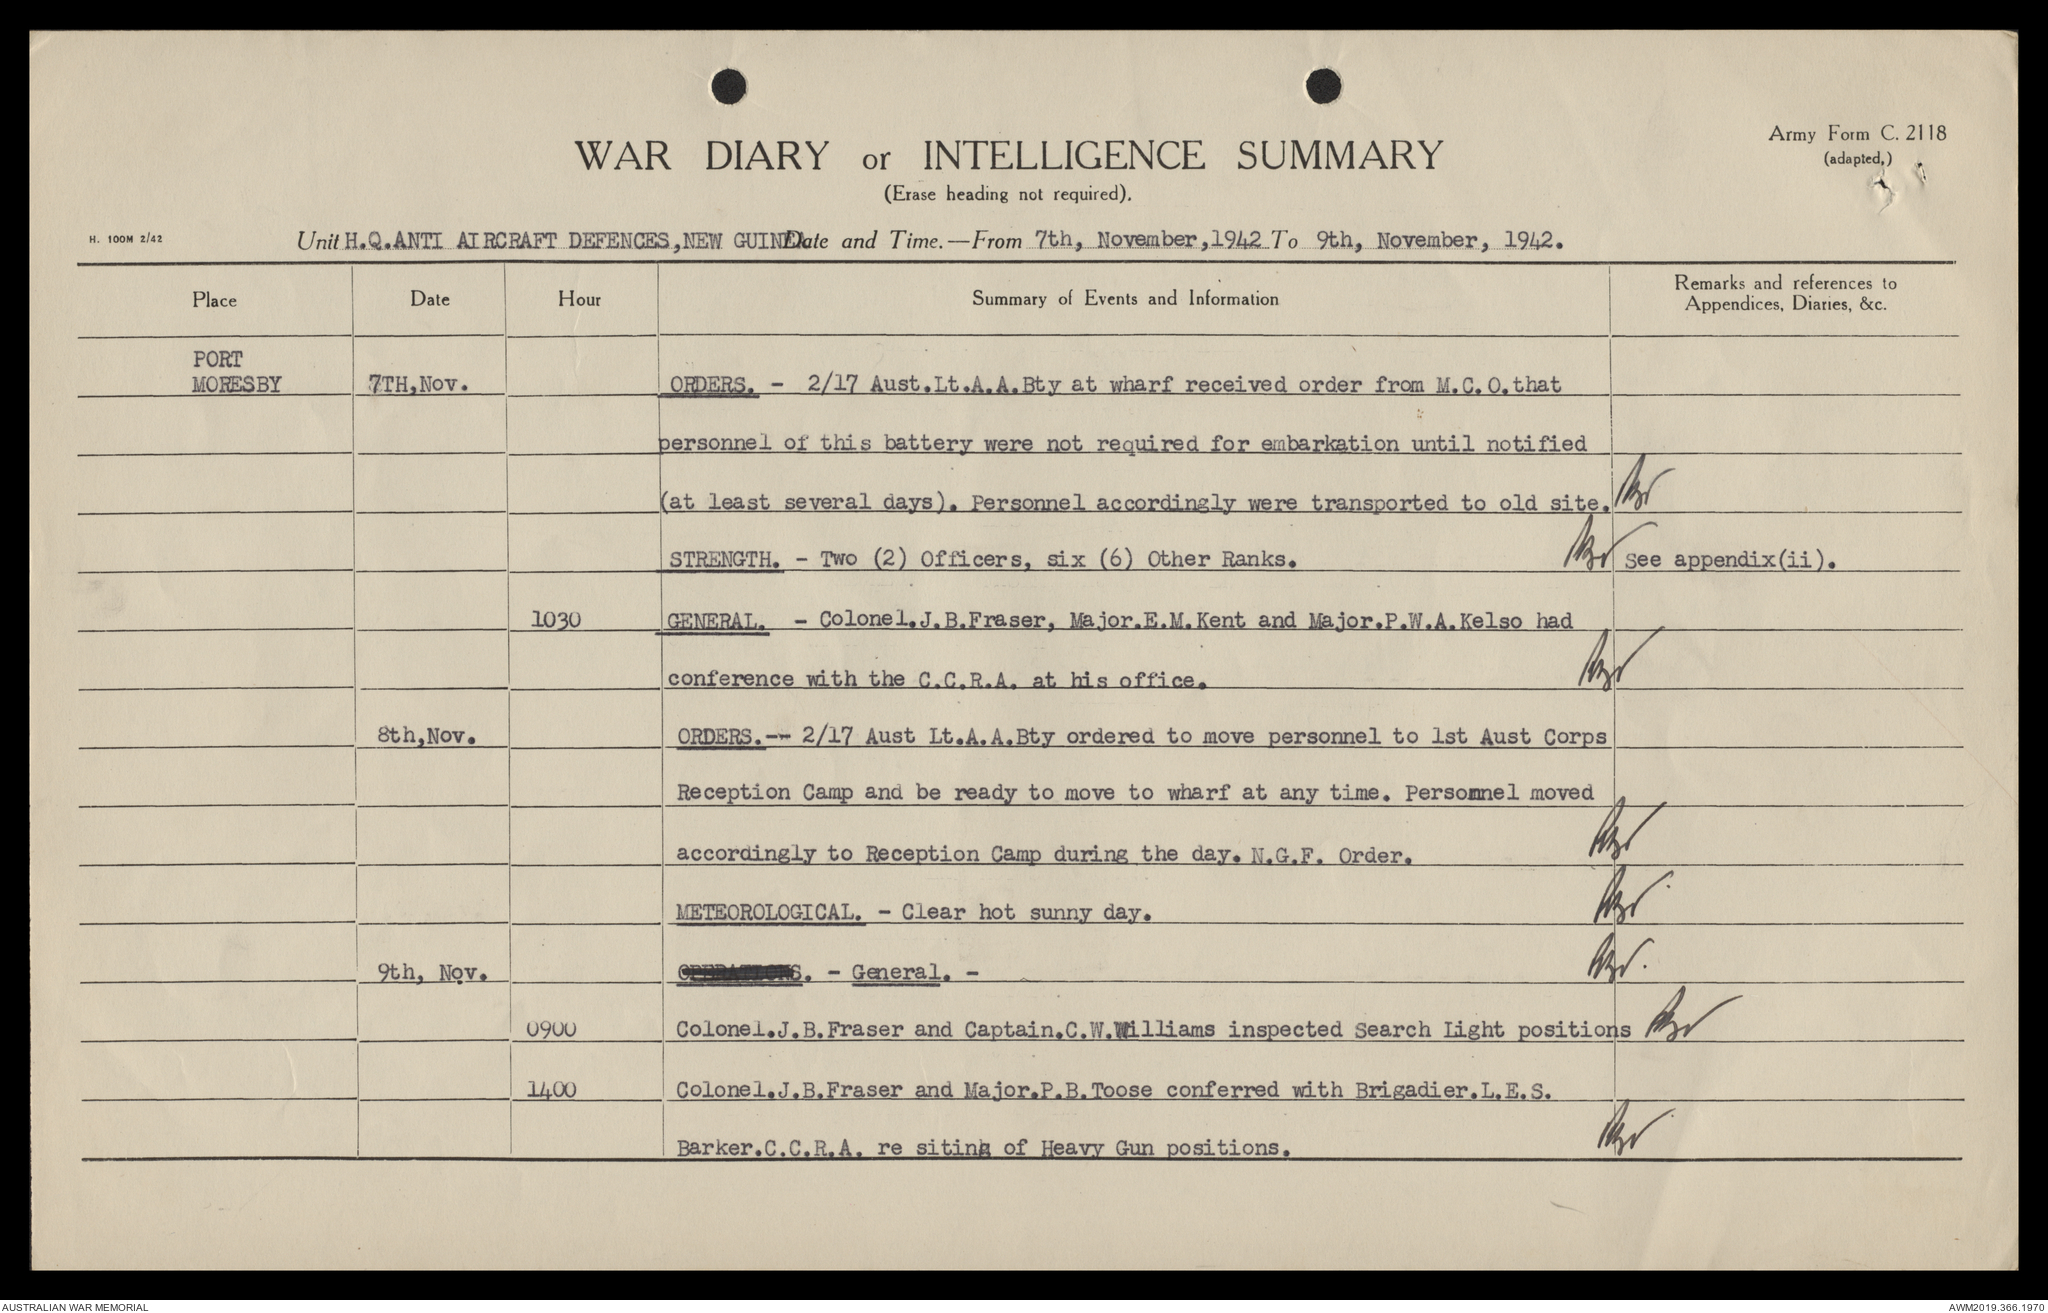 Army Form C. 2118
(adapted,)
WAR DIARY or INTELLIGENCE SUMMARY
(Erase heading not required).
H. 100M 2/42
Unit H.Q.ANTI AIRCRAFT DEFENCES,NEW GUINEA Date and Time.—From 7th, November,1942 To 9th, November, 1942.
Place Date Hour Summary of Events and Information Remarks and references to
Appendices, Diaries, &c.
PORT
MORESBY 7TH,Nov. ORDERS. - 2/17 Aust.Lt.A.A.Bty at wharf received order from M.C.O.that
personnel of this battery were not required for embarkation until notified
(at least several days). Personnel accordingly were transported to old site.
STRENGTH. - Two (2) Officers, six (6) Other Ranks. See appendix(ii).
1030 GENERAL. - Colonel.J.B.Fraser, Major.E.M.Kent and Major.P.W.A.Kelso had
conference with the C.C.R.A. at his office.
8th,Nov. ORDERS.-- 2/17 Aust Lt.A.A.Bty ordered to move personnel to 1st Aust Corps
Reception Camp and be ready to move to wharf at any time. Personnel moved
accordingly to Reception Camp during the day. N.G.F. Order.
METEOROLOGICAL. - Clear hot sunny day.
9th, Nov. OPERATIONS. - General. -
0900 Colonel.J.B.Fraser and Captain.C.W.Williams inspected Search Light positions
1400 Colonel.J.B.Fraser and Major.P.B.Toose conferred with Brigadier.L.E.S.
Barker.C.C.R.A. re siting of Heavy Gun positions.
AUSTRALIAN WAR MEMORIAL
AWM2019.366.1970